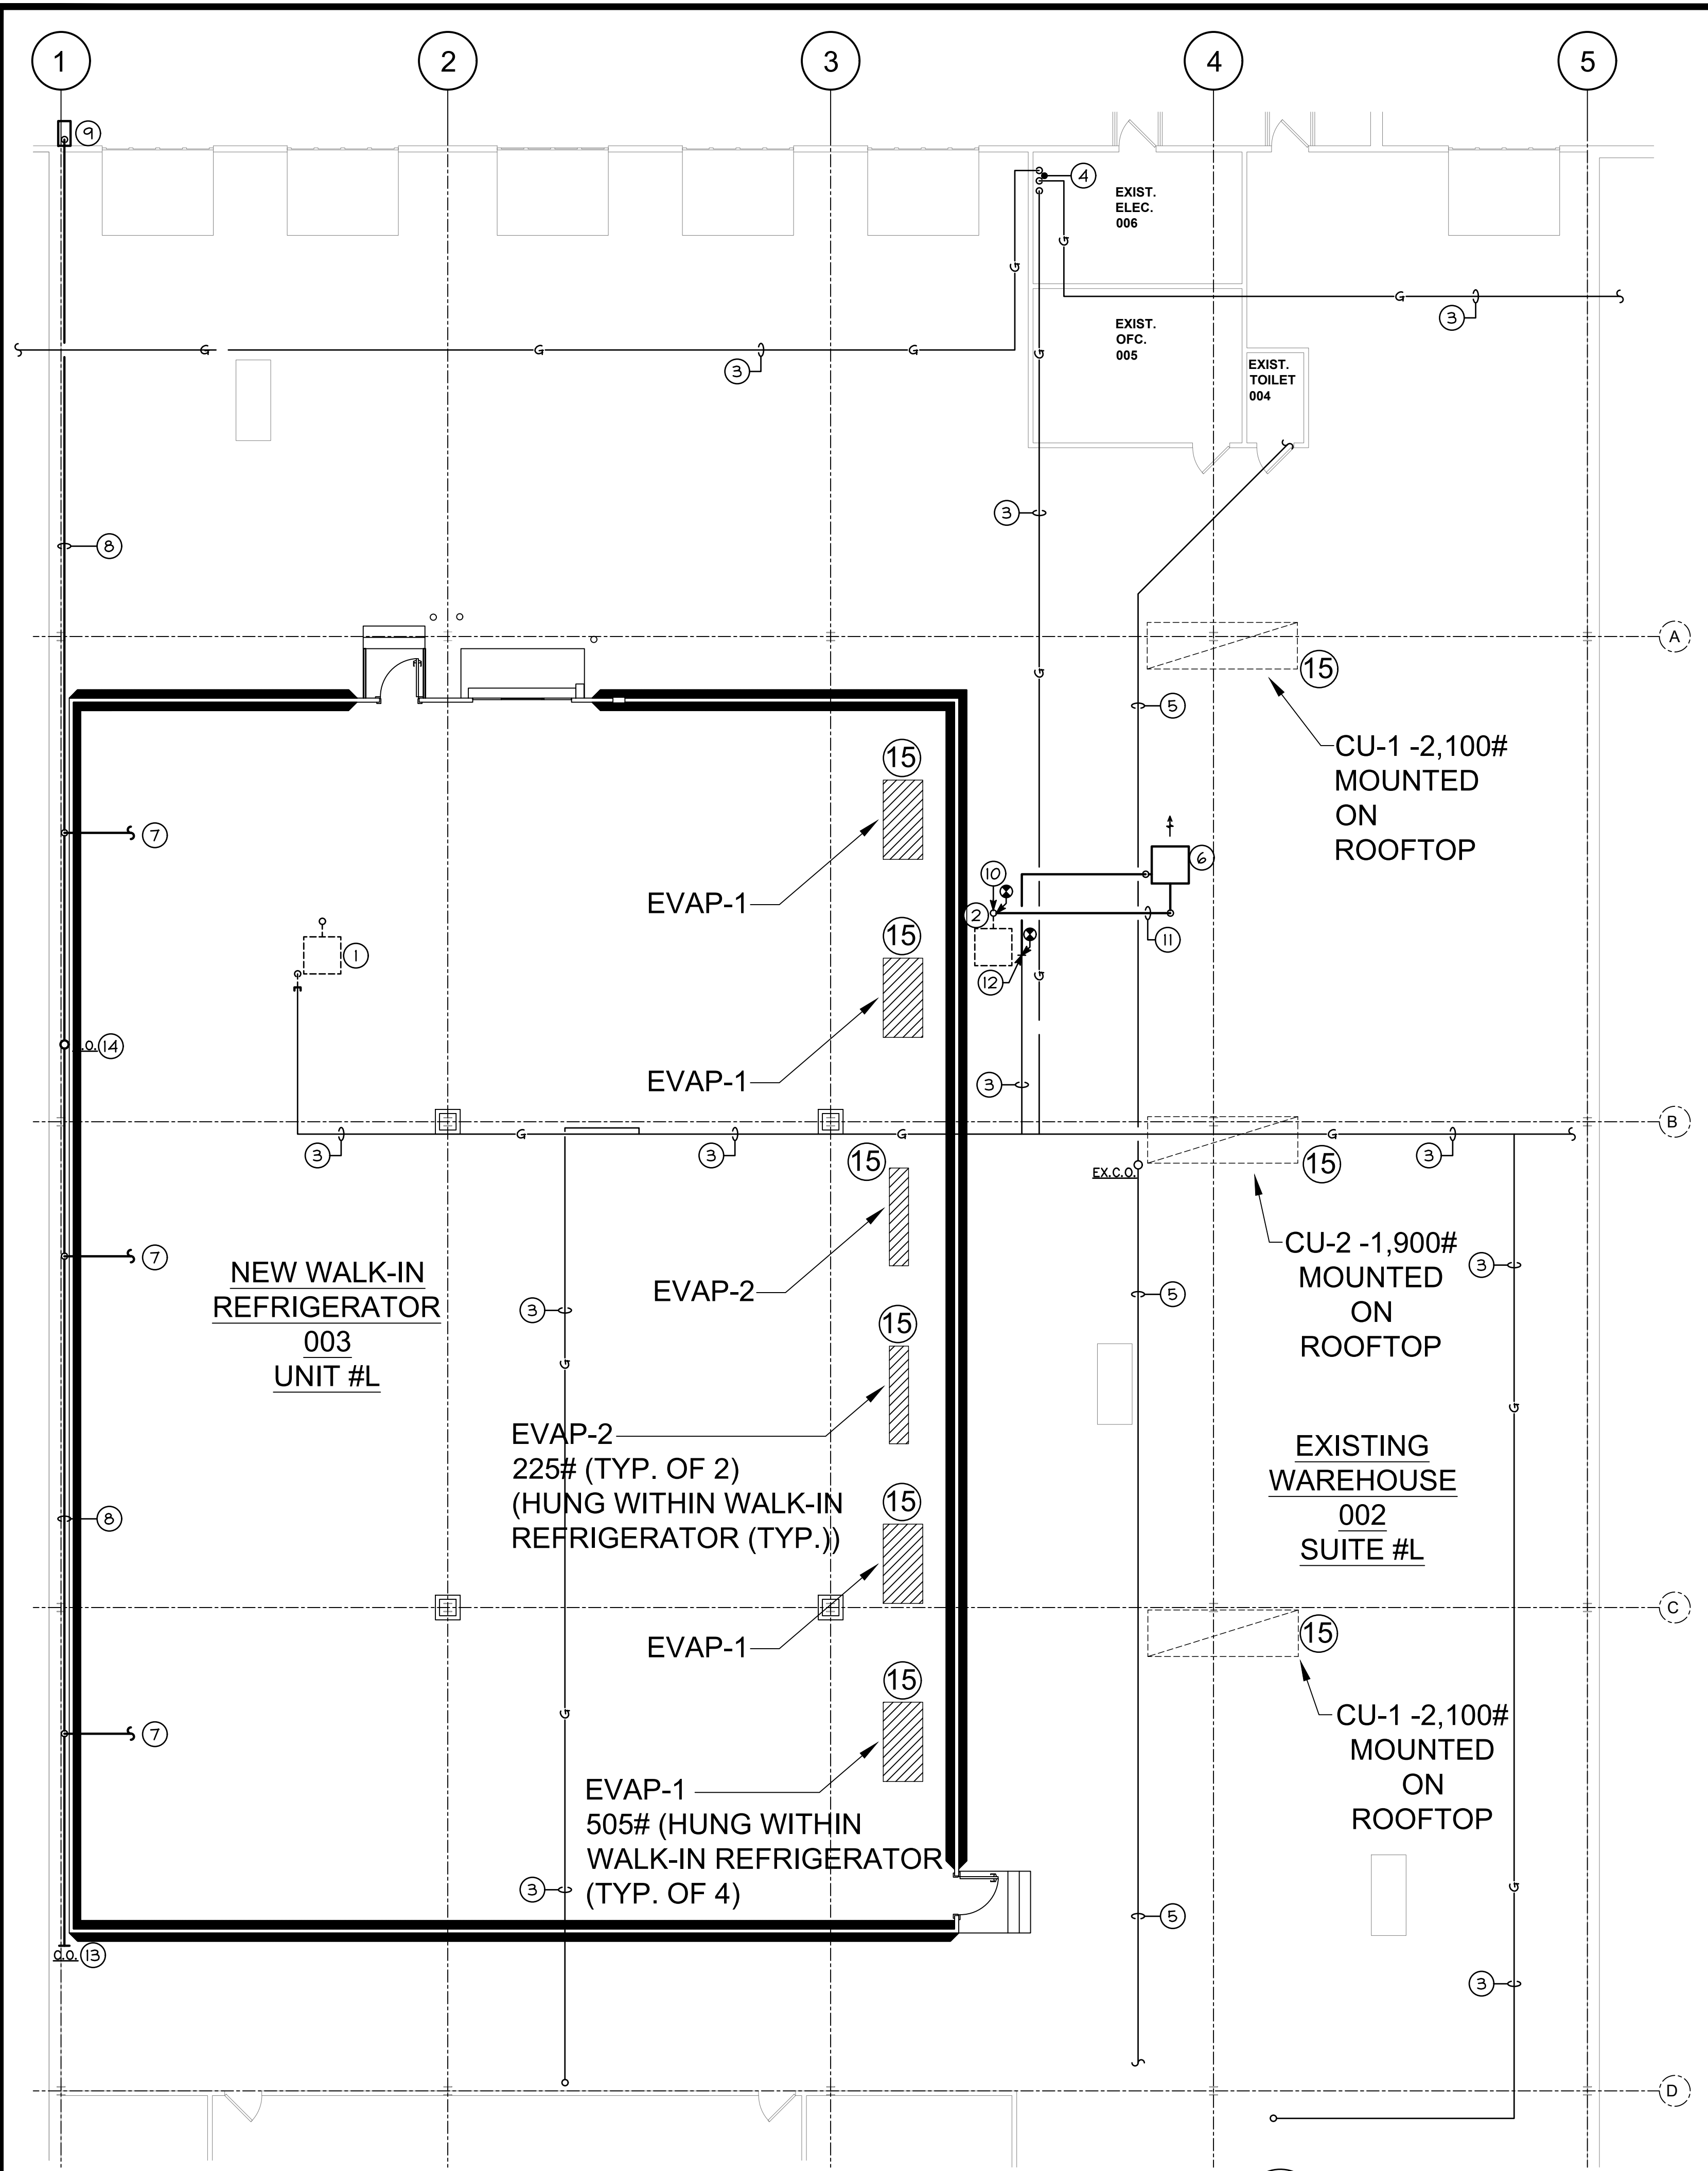 1
2
3
4
5
9
4
EXIST.
ELEC.
006
G
G
G
3
EXIST.
OFC.
005
G
G
G
G
3
EXIST.
TOILET
004
3
8
A
G
15
5
CU-1 -2,100#
MOUNTED
ON
ROOFTOP
15
7
6
EVAP-1
10
2
11
15
1
12
G
14
EVAP-1
3
B
G
G
G
3
3
3
15
15
EX.C.O.
CU-2 -1,900#
MOUNTED
ON
ROOFTOP
7
3
NEW WALK-IN
REFRIGERATOR
003
UNIT #L
EVAP-2
5
3
15
G
G
EVAP-2
225# (TYP. OF 2)
(HUNG WITHIN WALK-IN
REFRIGERATOR (TYP.))
EXISTING
WAREHOUSE
002
SUITE #L
15
8
C
EVAP-1
15
15
G
7
CU-1 -2,100#
MOUNTED
ON
ROOFTOP
EVAP-1
505# (HUNG WITHIN
WALK-IN REFRIGERATOR
(TYP. OF 4)
3
G
5
C.O. 13
3
D